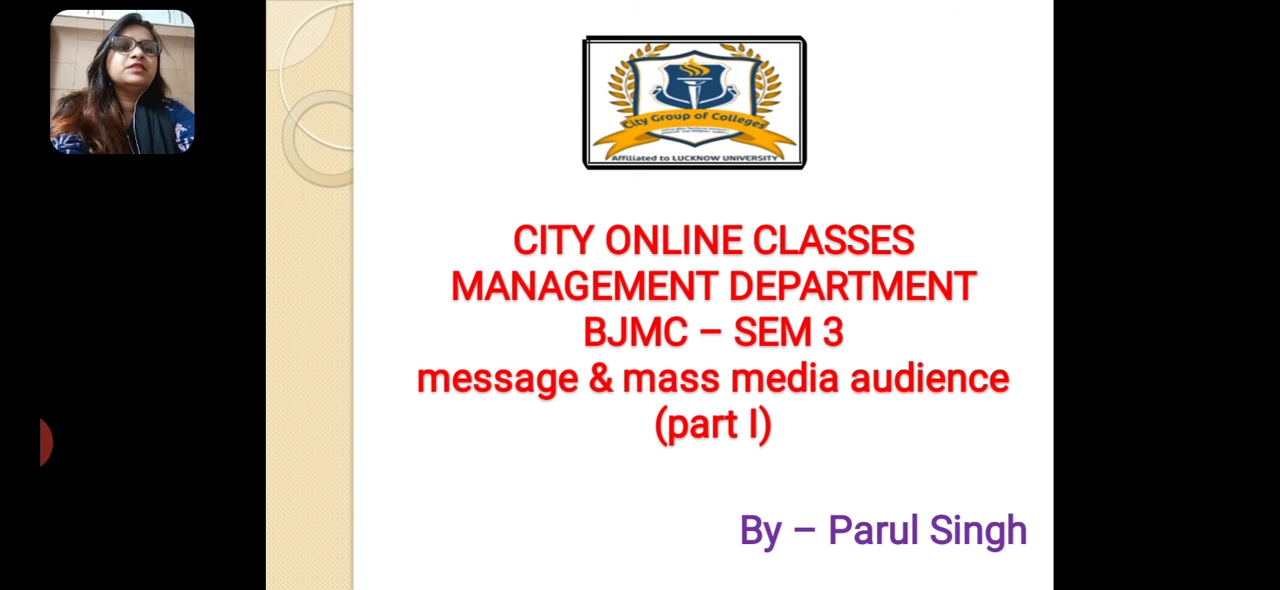 City Group of Colleges
Affiliated to LUCKNOW UNIVERSITY
CITY ONLINE CLASSES
MANAGEMENT DEPARTMENT
BJMC – SEM 3
message & mass media audience
(part I)
By – Parul Singh